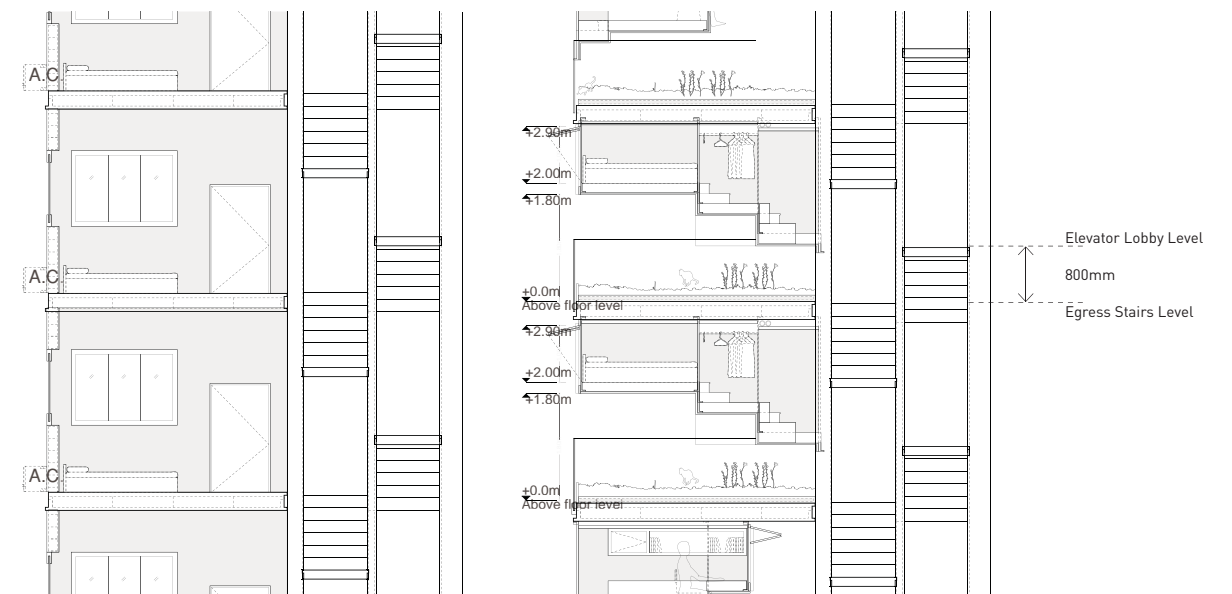 A.C.
+2.90m
+2.00m
+1.80m
Elevator Lobby Level
800mm
A.C.
+0.0m
Above floor level
Egress Stairs Level
+2.90m
+2.00m
+1.80m
A.C.
+0.0m
Above floor level